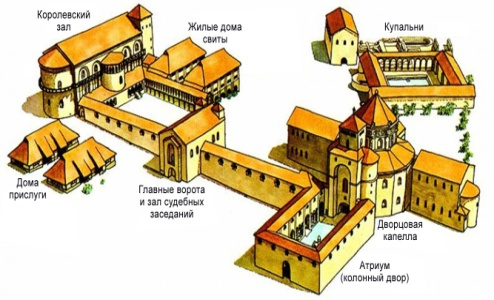 Королевский
зал
Жилые дома
свиты
Купальни
Дома
прислуги
Главные ворота
и зал судебных
заседаний
Дворцовая
капелла
Атриум
(колонный двор)